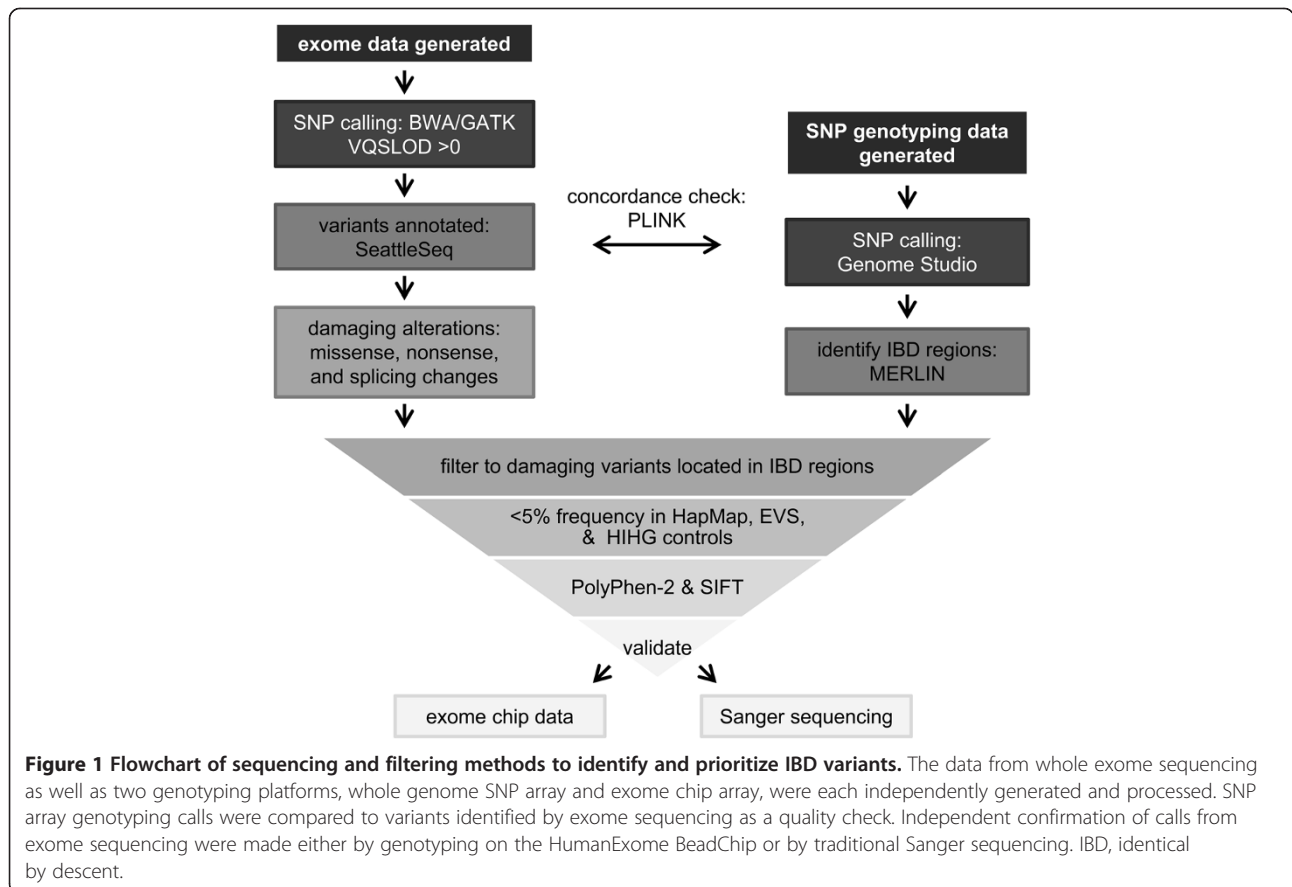 exome data generated
SNP calling: BWA/GATK
VQSLOD >0
variants annotated:
SeattleSeq
damaging alterations:
missense, nonsense,
and splicing changes
concordance check:
PLINK
SNP genotyping data
generated
SNP calling:
Genome Studio
identify IBD regions:
MERLIN
filter to damaging variants located in IBD regions
<5% frequency in HapMap, EVS,
& HIHG controls
PolyPhen-2 & SIFT
validate
exome chip data
Sanger sequencing
Figure 1 Flowchart of sequencing and filtering methods to identify and prioritize IBD variants. The data from whole exome sequencing
as well as two genotyping platforms, whole genome SNP array and exome chip array, were each independently generated and processed. SNP
array genotyping calls were compared to variants identified by exome sequencing as a quality check. Independent confirmation of calls from
exome sequencing were made either by genotyping on the HumanExome BeadChip or by traditional Sanger sequencing. IBD, identical
by descent.